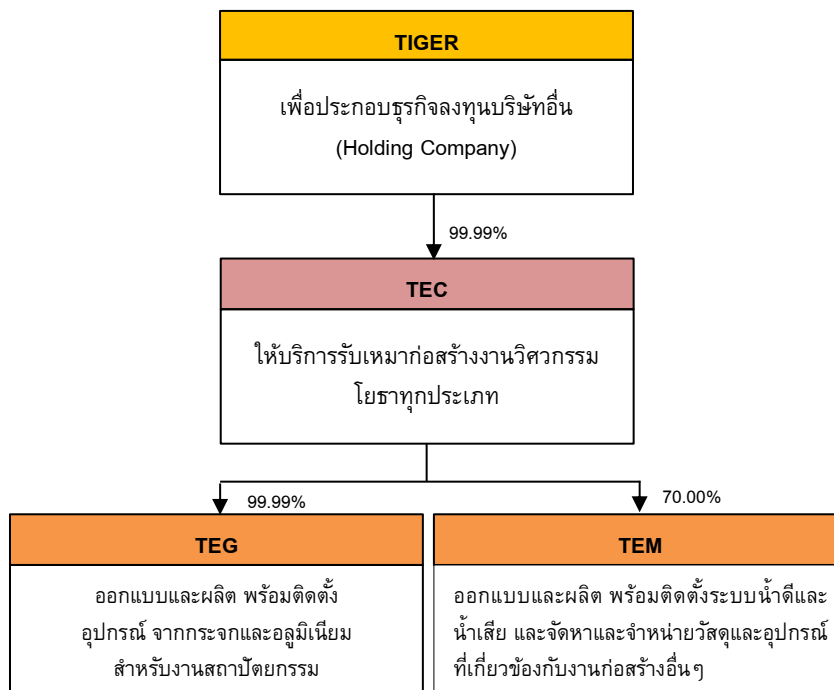 TIGER
เพื่อประกอบธุรกิจลงทุนบริษัทอื่น
(Holding Company)
99.99%
TEC
ให้บริการรับเหมาก่อสร้างงานวิศวกรรม
โยธาทุกประเภท
99.99%
70.00%
TEG
ออกแบบและผลิต พร้อมติดตั้ง
อุปกรณ์ จากกระจกและอลูมิเนียม
สำหรับงานสถาปัตยกรรม
TEM
ออกแบบและผลิต พร้อมติดตั้งระบบน้ำดีและ
น้ำเสีย และจัดหาและจำหน่ายวัสดุและอุปกรณ์
ที่เกี่ยวข้องกับงานก่อสร้างอื่นๆ